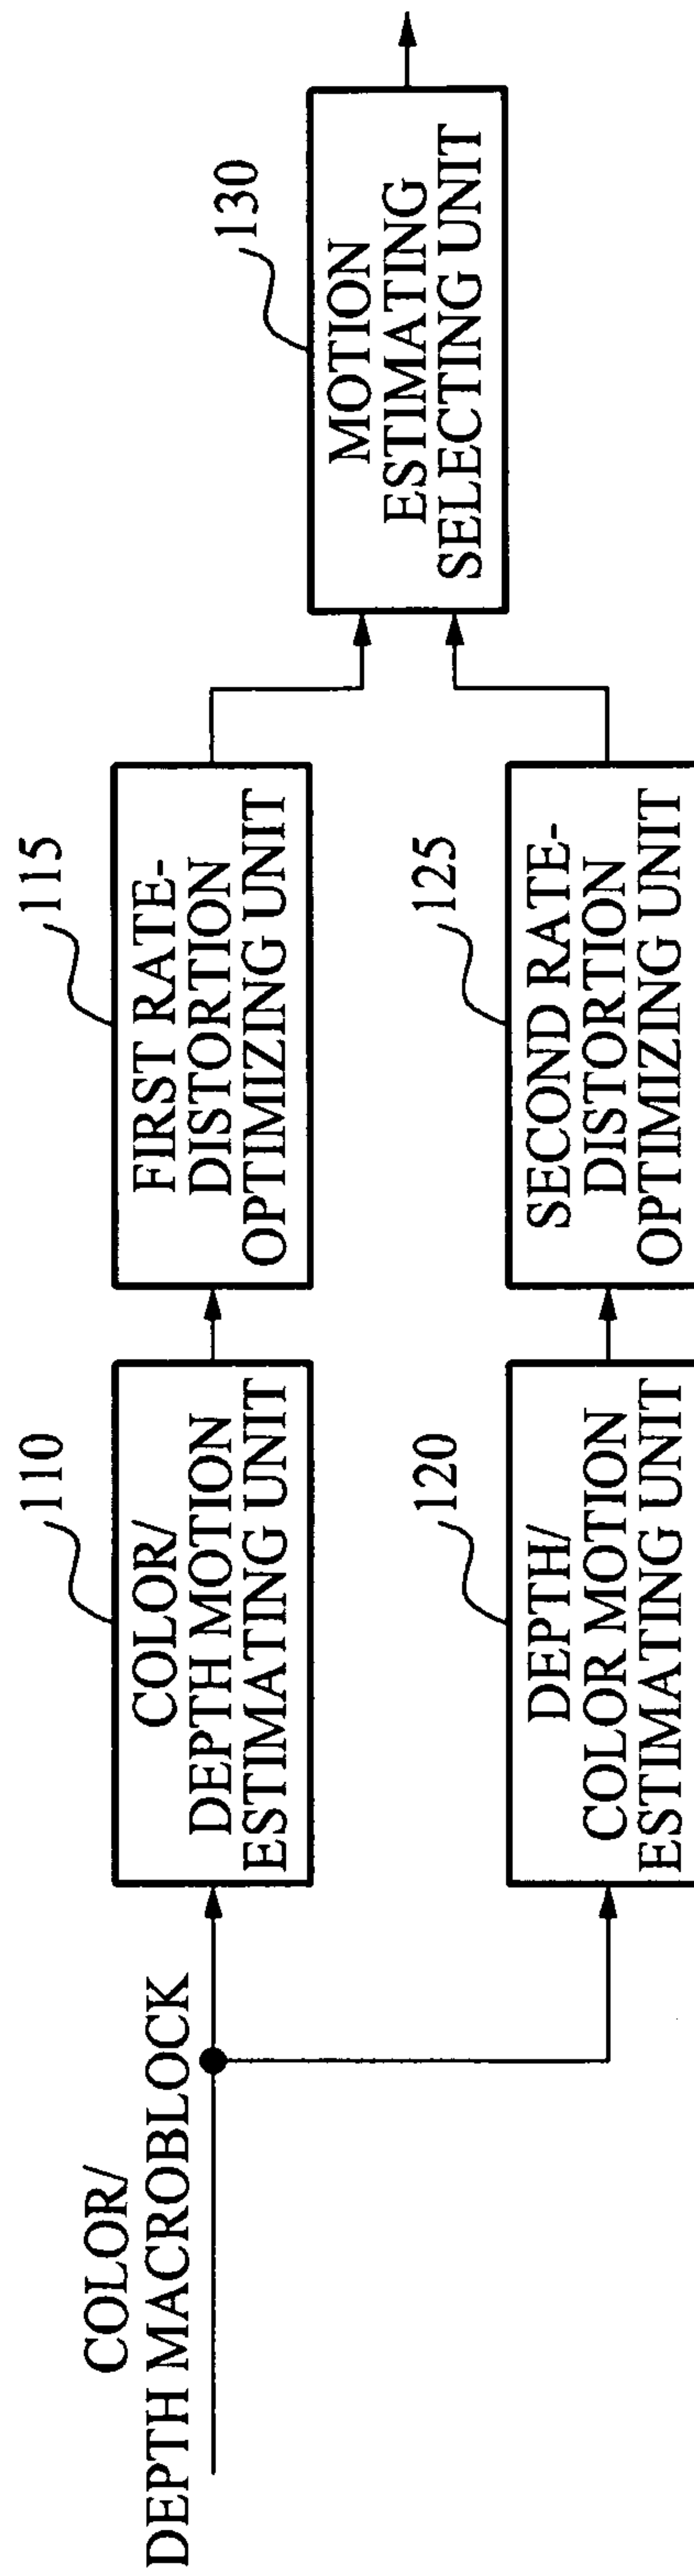 COLOR/
DEPTH MACROBLOCK
110
COLOR/
DEPTH MOTION
ESTIMATING UNIT
115
FIRST RATE-
DISTORTION
OPTIMIZING UNIT
120
DEPTH/
COLOR MOTION
ESTIMATING UNIT
125
SECOND RATE-
DISTORTION
OPTIMIZING UNIT
130
MOTION
ESTIMATING
SELECTING UNIT